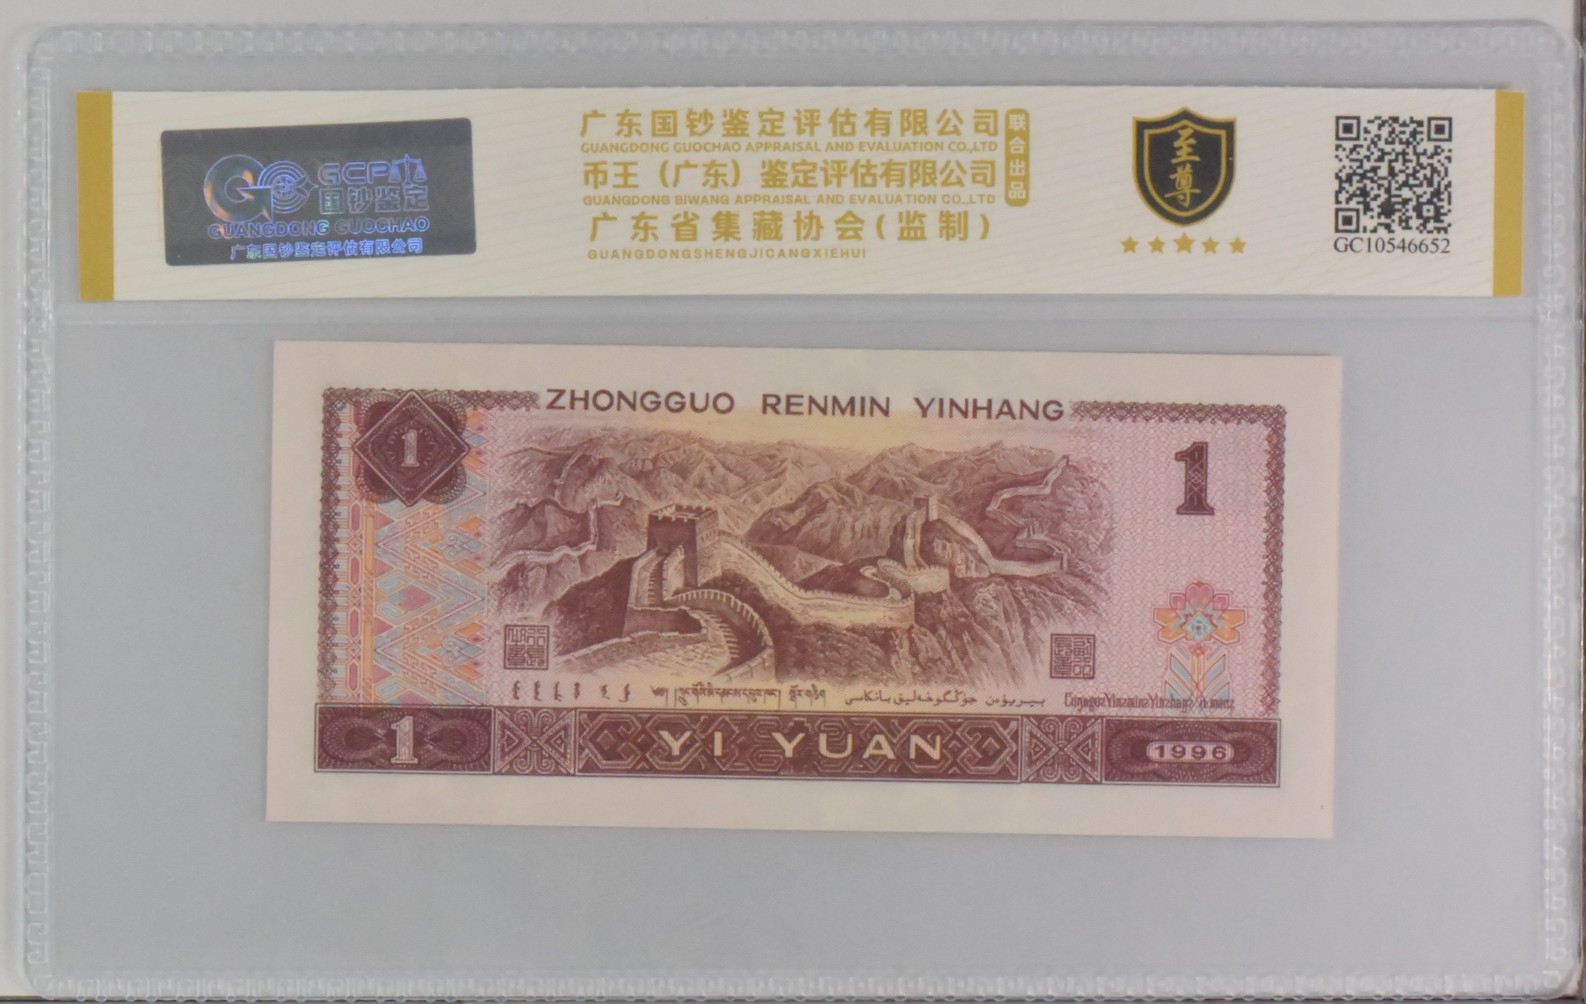 GCP
国钞鉴定
GUANGDONG GUOCHAO
广东国钞鉴定评估有限公司
广东国钞鉴定评估有限公司
GUANGDONG GUOCHAO APPRAISAL AND EVALUATION CO.,LTD
币王（广东）鉴定评估有限公司
GUANGDONG BIWANG APPRAISAL AND EVALUATION CO.,LTD
联合出品
广东省集藏协会(监制)
GUANGDONGSHENGJICANGXIEHUI
至尊
GC10546652
ZHONGGUO RENMIN YINHANG
1
1
1
YI YUAN
1996